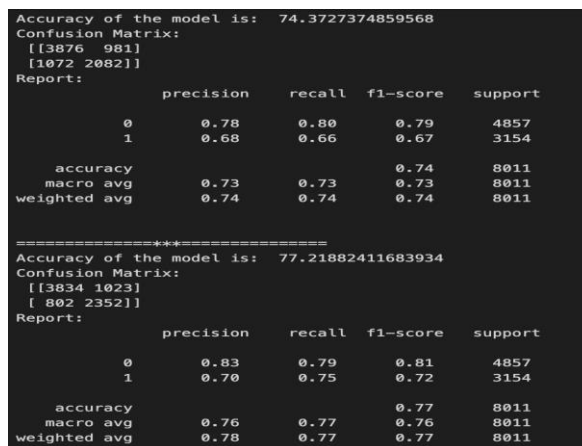 Accuracy of the model is: 74.3727374859568
Confusion Matrix:
[[3876 981]
[1072 2082]]
Report:
precision recall f1-score support
0 0.78 0.80 0.79 4857
1 0.68 0.66 0.67 3154
accuracy 0.74 8011
macro avg 0.73 0.73 0.73 8011
weighted avg 0.74 0.74 0.74 8011
==============***===============
Accuracy of the model is: 77.21882411683934
Confusion Matrix:
[[3834 1023]
[ 802 2352]]
Report:
precision recall f1-score support
0 0.83 0.79 0.81 4857
1 0.70 0.75 0.72 3154
accuracy 0.77 8011
macro avg 0.76 0.77 0.76 8011
weighted avg 0.78 0.77 0.77 8011